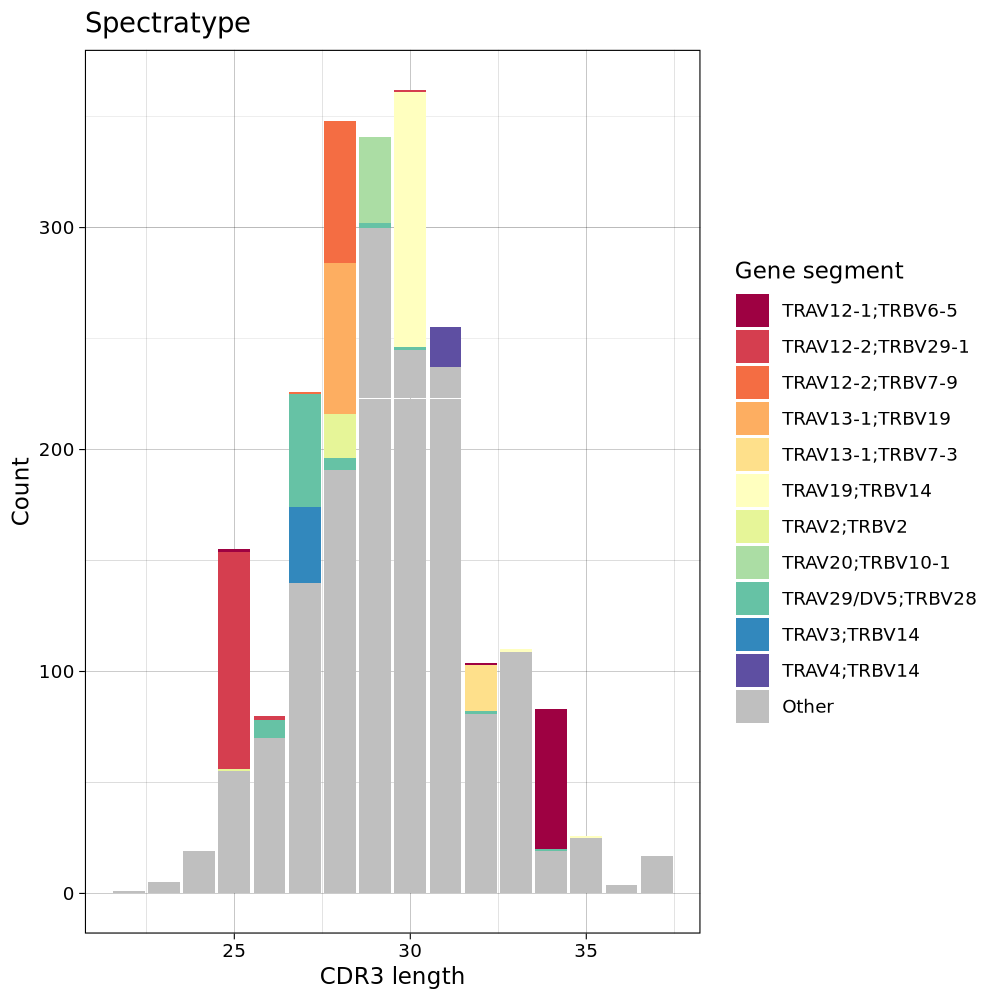 Spectratype
Count
300
200
100
0
25
30
35
CDR3 length
Gene segment
TRAV12-1;TRBV6-5
TRAV12-2;TRBV29-1
TRAV12-2;TRBV7-9
TRAV13-1;TRBV19
TRAV13-1;TRBV7-3
TRAV19;TRBV14
TRAV2;TRBV2
TRAV20;TRBV10-1
TRAV29/DV5;TRBV28
TRAV3;TRBV14
TRAV4;TRBV14
Other